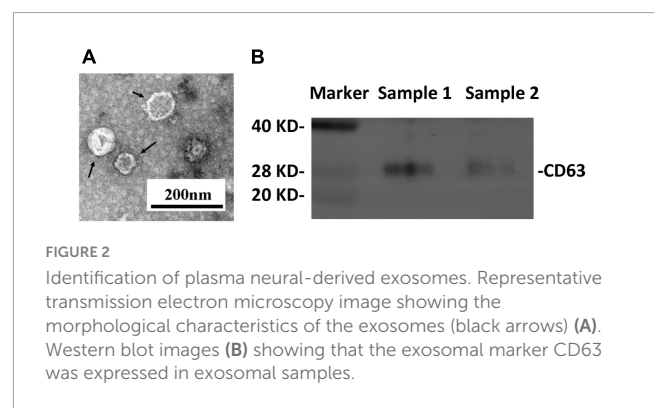 A
B
Marker Sample 1 Sample 2
40 KD-
28 KD-
-CD63
20 KD-
200nm
FIGURE 2
Identification of plasma neural-derived exosomes. Representative
transmission electron microscopy image showing the
morphological characteristics of the exosomes (black arrows) (A).
Western blot images (B) showing that the exosomal marker CD63
was expressed in exosomal samples.